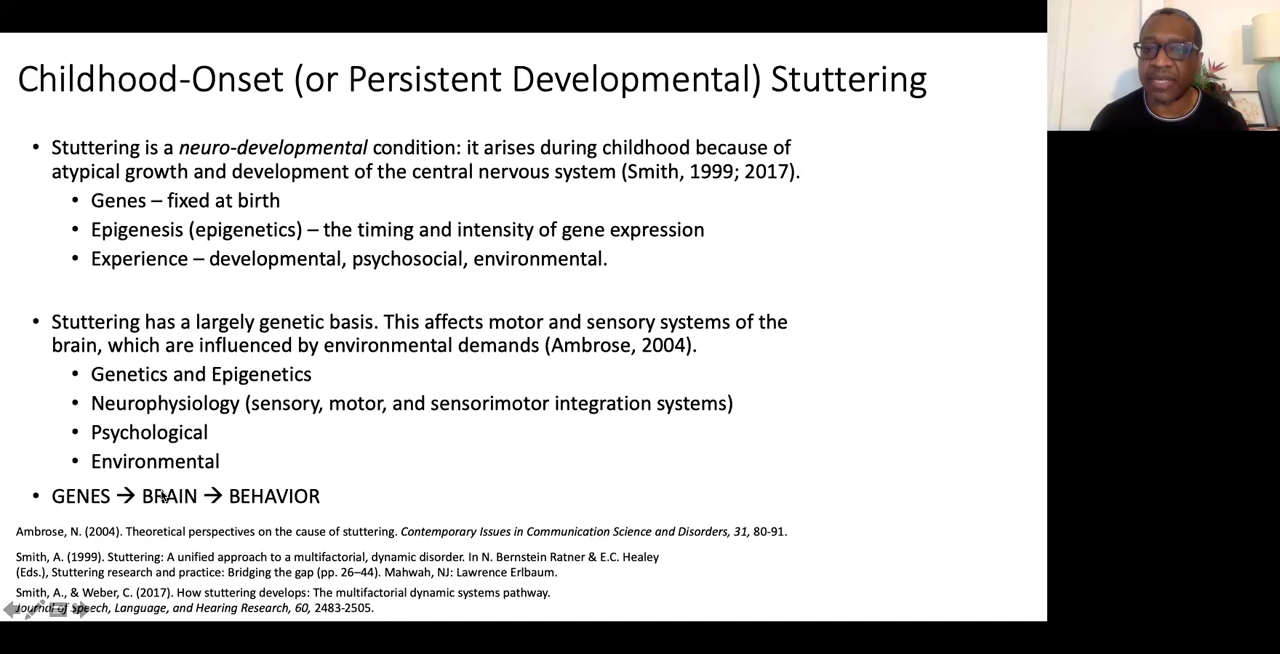 Childhood-Onset (or Persistent Developmental) Stuttering
• Stuttering is a neuro-developmental condition: it arises during childhood because of
atypical growth and development of the central nervous system (Smith, 1999; 2017).
• Genes – fixed at birth
• Epigenesis (epigenetics) – the timing and intensity of gene expression
• Experience – developmental, psychosocial, environmental.
• Stuttering has a largely genetic basis. This affects motor and sensory systems of the
brain, which are influenced by environmental demands (Ambrose, 2004).
• Genetics and Epigenetics
• Neurophysiology (sensory, motor, and sensorimotor integration systems)
• Psychological
• Environmental
• GENES → BRAIN → BEHAVIOR
Ambrose, N. (2004). Theoretical perspectives on the cause of stuttering. Contemporary Issues in Communication Science and Disorders, 31, 80-91.
Smith, A. (1999). Stuttering: A unified approach to a multifactorial, dynamic disorder. In N. Bernstein Ratner & E.C. Healey
(Eds.), Stuttering research and practice: Bridging the gap (pp. 26–44). Mahwah, NJ: Lawrence Erlbaum.
Smith, A., & Weber, C. (2017). How stuttering develops: The multifactorial dynamic systems pathway.
Journal of Speech, Language, and Hearing Research, 60, 2483-2505.